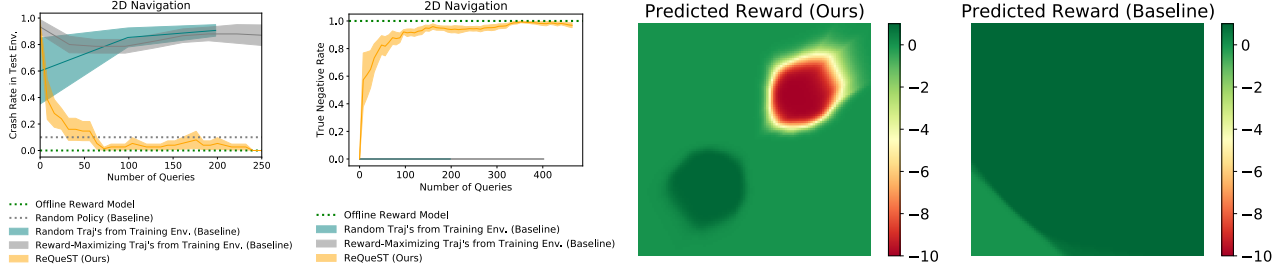 2D Navigation
Crash Rate in Test Env.
1.0
0.8
0.6
0.4
0.2
0.0
0
50
100
150
200
250
Number of Queries
Offline Reward Model
Random Policy (Baseline)
Random Traj's from Training Env. (Baseline)
Reward-Maximizing Traj's from Training Env. (Baseline)
ReQueST (Ours)
2D Navigation
True Negative Rate
1.0
0.8
0.6
0.4
0.2
0.0
0
100
200
300
400
Number of Queries
Offline Reward Model
Random Traj's from Training Env. (Baseline)
Reward-Maximizing Traj's from Training Env. (Baseline)
ReQueST (Ours)
Predicted Reward (Ours)
0
−2
−4
−6
−8
−10
Predicted Reward (Baseline)
0
−2
−4
−6
−8
−10